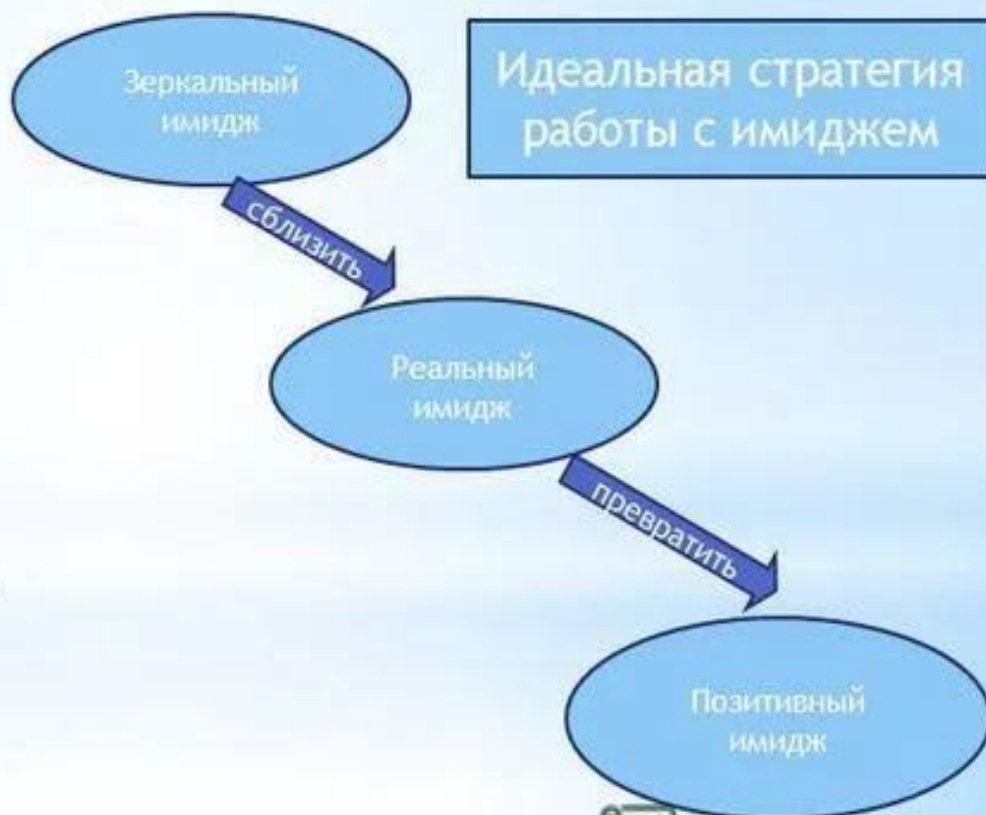 Зеркальный
имидж
Идеальная стратегия
работы с имиджем
сблизить
Реальный
имидж
превратить
Позитивный
имидж